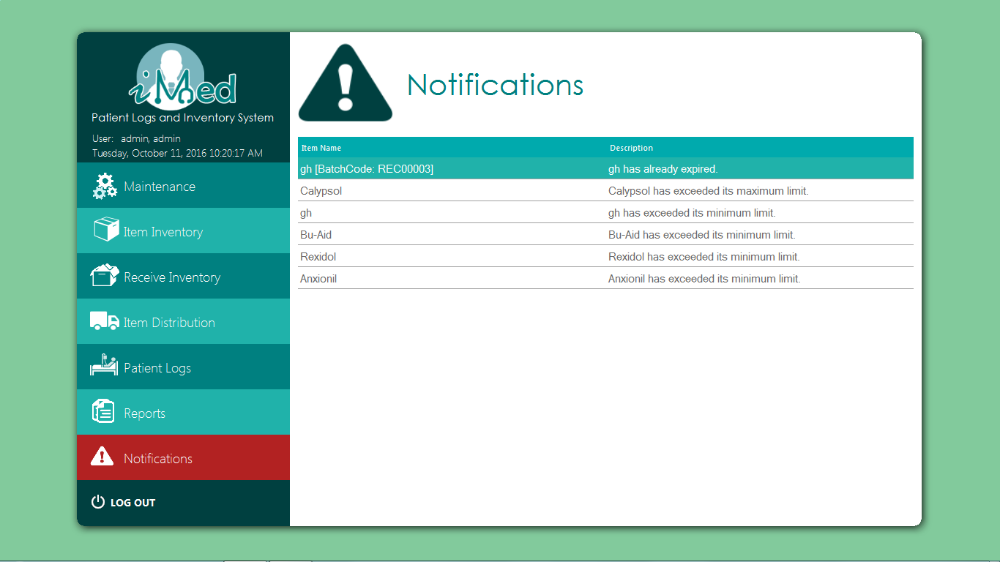 iMed
Patient Logs and Inventory System
User: admin, admin
Tuesday, October 11, 2016 10:20:17 AM
Maintenance
Item Inventory
Receive Inventory
Item Distribution
Patient Logs
Reports
Notifications
LOG OUT
Notifications
Item Name Description
gh [BatchCode: REC00003] gh has already expired.
Calypsol Calypsol has exceeded its maximum limit.
gh gh has exceeded its minimum limit.
Bu-Aid Bu-Aid has exceeded its minimum limit.
Rexidol Rexidol has exceeded its minimum limit.
Anxionil Anxionil has exceeded its minimum limit.